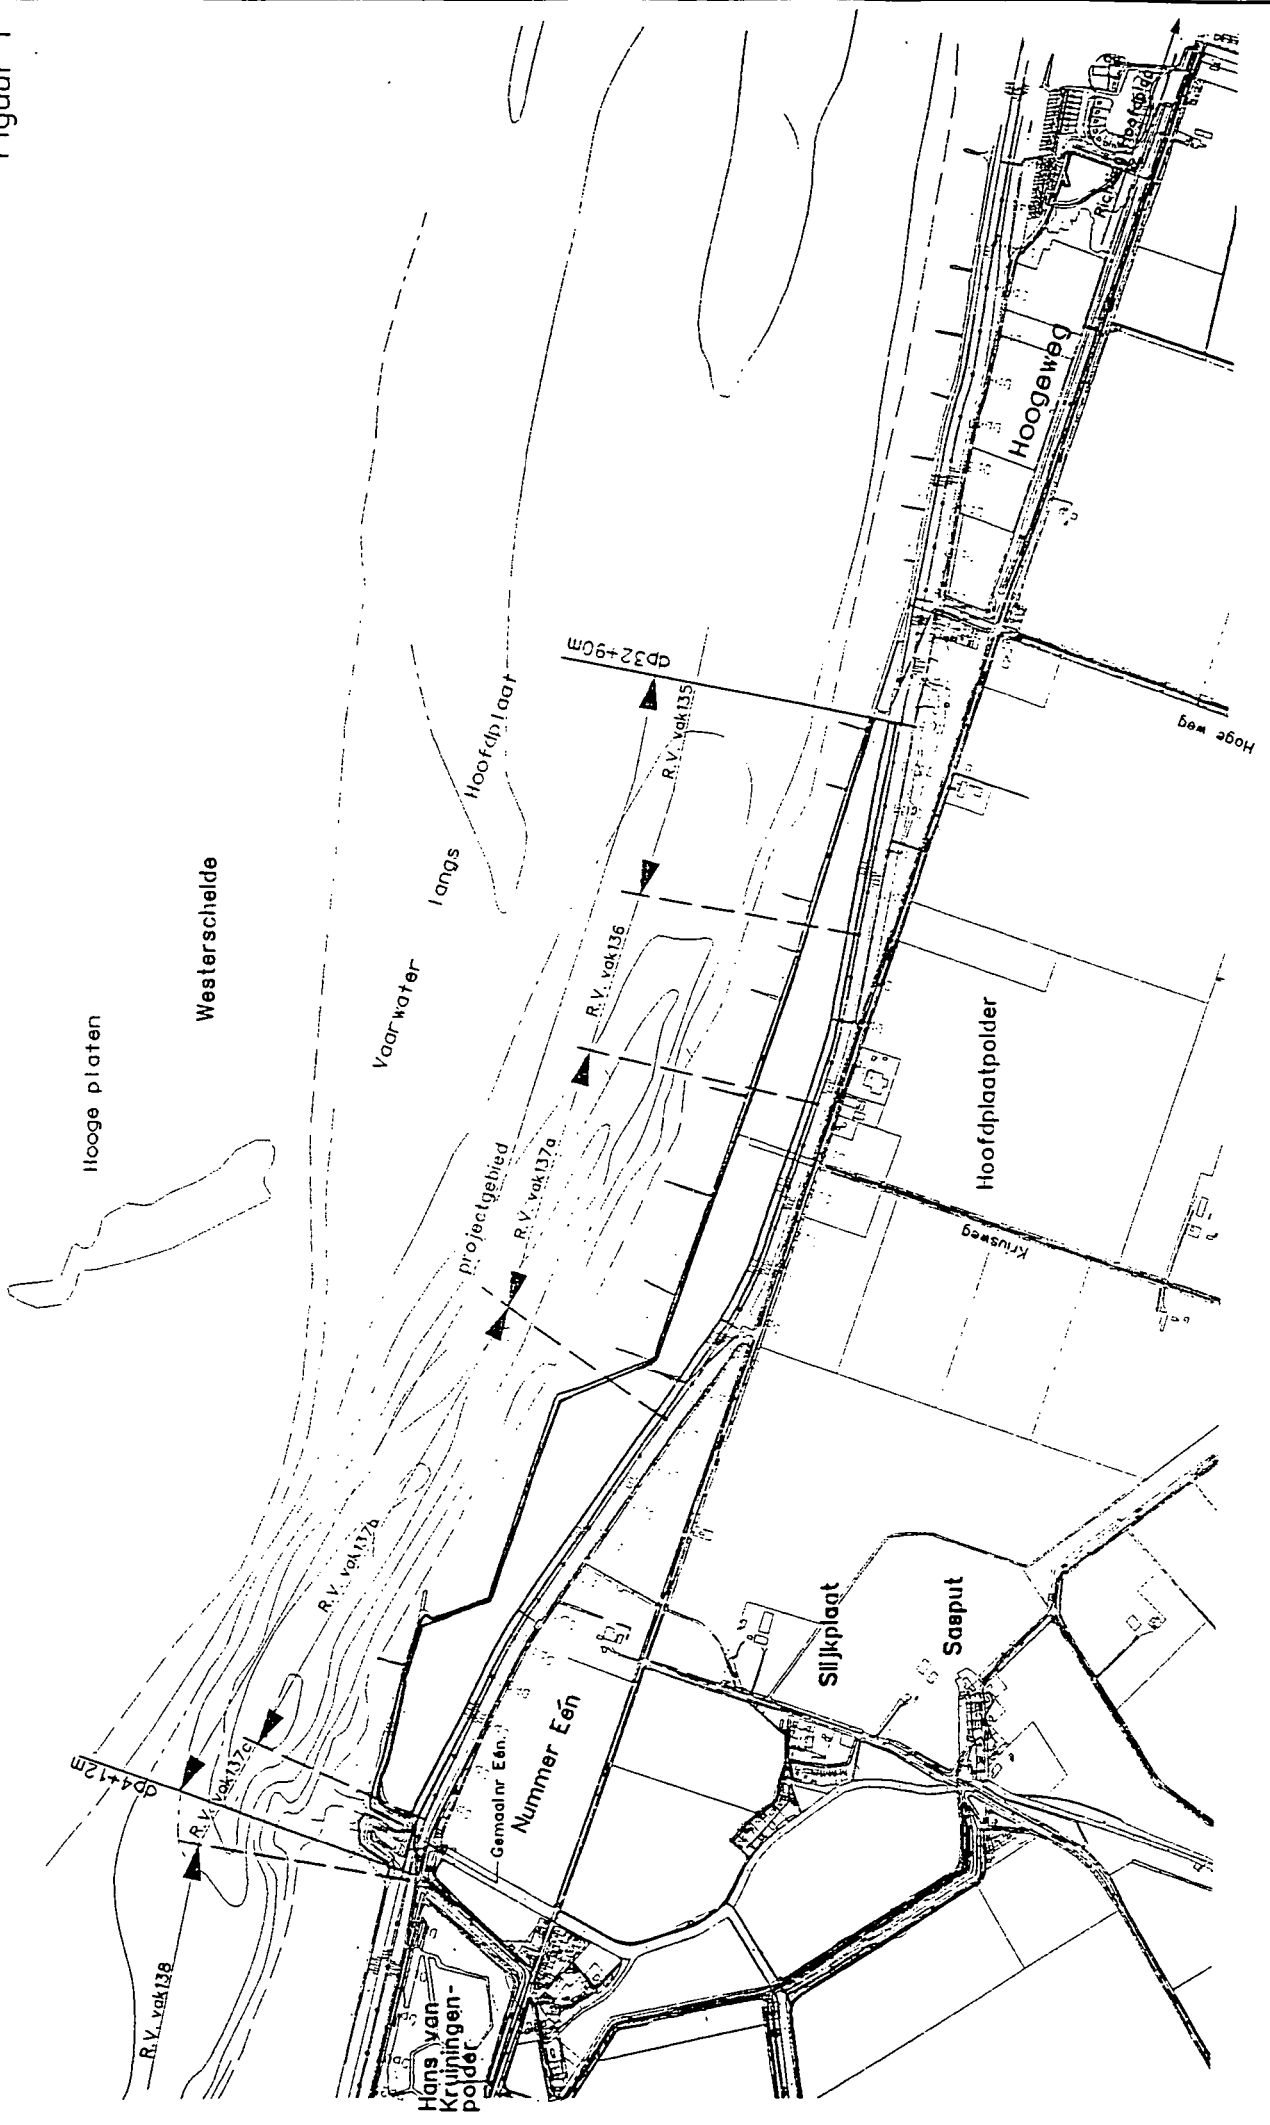 Figuur 1
Hooge platen
Westerschelde
Vaarwater
langs
Hoofdplaat
projectgebied
dp32+90m
R.V. vak135
R.V. vak136
R.V. vak137a
R.V. vak137b
R.V. vak137c
dp4+12m
R.V. vak138
Hans van
Kruiningen-
polder
Gemaal nr Eén
Nummer Eén
Slijkplaat
Sasput
Hoofdplaatpolder
Kriusweg
Hoge weg
Hoogeweg